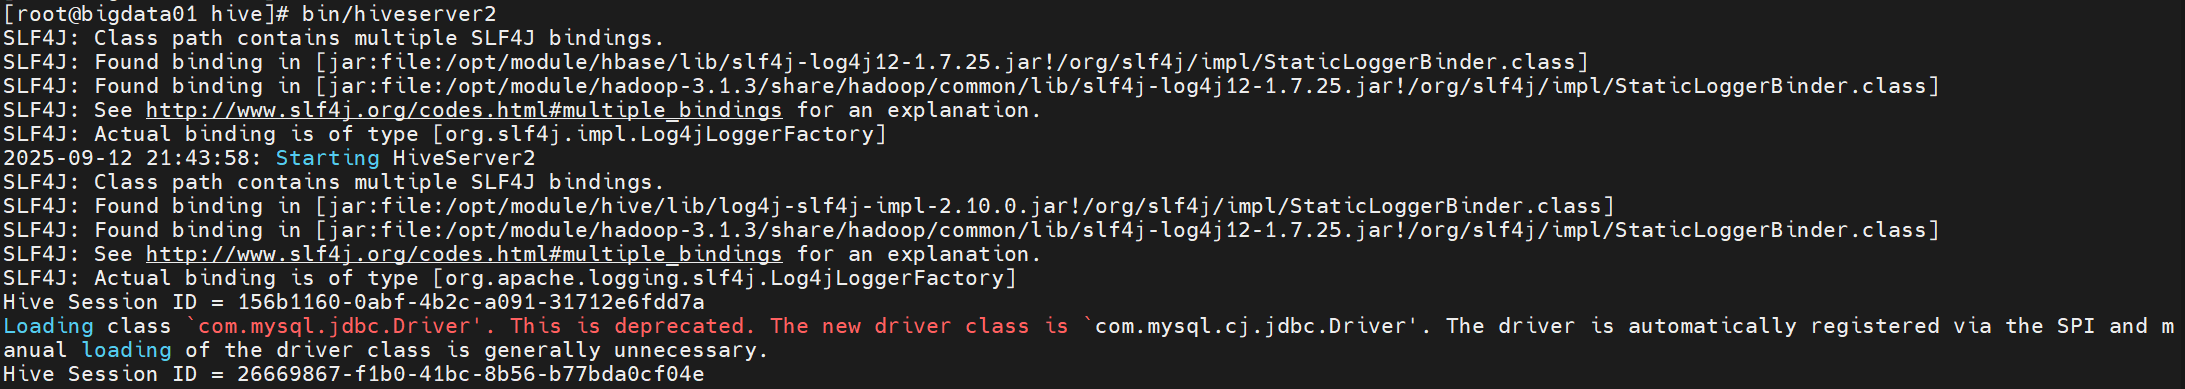 [root@bigdata01 hive]# bin/hiveserver2
SLF4J: Class path contains multiple SLF4J bindings.
SLF4J: Found binding in [jar:file:/opt/module/hbase/lib/slf4j-log4j12-1.7.25.jar!/org/slf4j/impl/StaticLoggerBinder.class]
SLF4J: Found binding in [jar:file:/opt/module/hadoop-3.1.3/share/hadoop/common/lib/slf4j-log4j12-1.7.25.jar!/org/slf4j/impl/StaticLoggerBinder.class]
SLF4J: See http://www.slf4j.org/codes.html#multiple_bindings for an explanation.
SLF4J: Actual binding is of type [org.slf4j.impl.Log4jLoggerFactory]
2025-09-12 21:43:58: Starting HiveServer2
SLF4J: Class path contains multiple SLF4J bindings.
SLF4J: Found binding in [jar:file:/opt/module/hive/lib/log4j-slf4j-impl-2.10.0.jar!/org/slf4j/impl/StaticLoggerBinder.class]
SLF4J: Found binding in [jar:file:/opt/module/hadoop-3.1.3/share/hadoop/common/lib/slf4j-log4j12-1.7.25.jar!/org/slf4j/impl/StaticLoggerBinder.class]
SLF4J: See http://www.slf4j.org/codes.html#multiple_bindings for an explanation.
SLF4J: Actual binding is of type [org.apache.logging.slf4j.Log4jLoggerFactory]
Hive Session ID = 156b1160-0abf-4b2c-a091-31712e6fdd7a
Loading class `com.mysql.jdbc.Driver'. This is deprecated. The new driver class is `com.mysql.cj.jdbc.Driver'. The driver is automatically registered via the SPI and m
anual loading of the driver class is generally unnecessary.
Hive Session ID = 26669867-f1b0-41bc-8b56-b77bda0cf04e